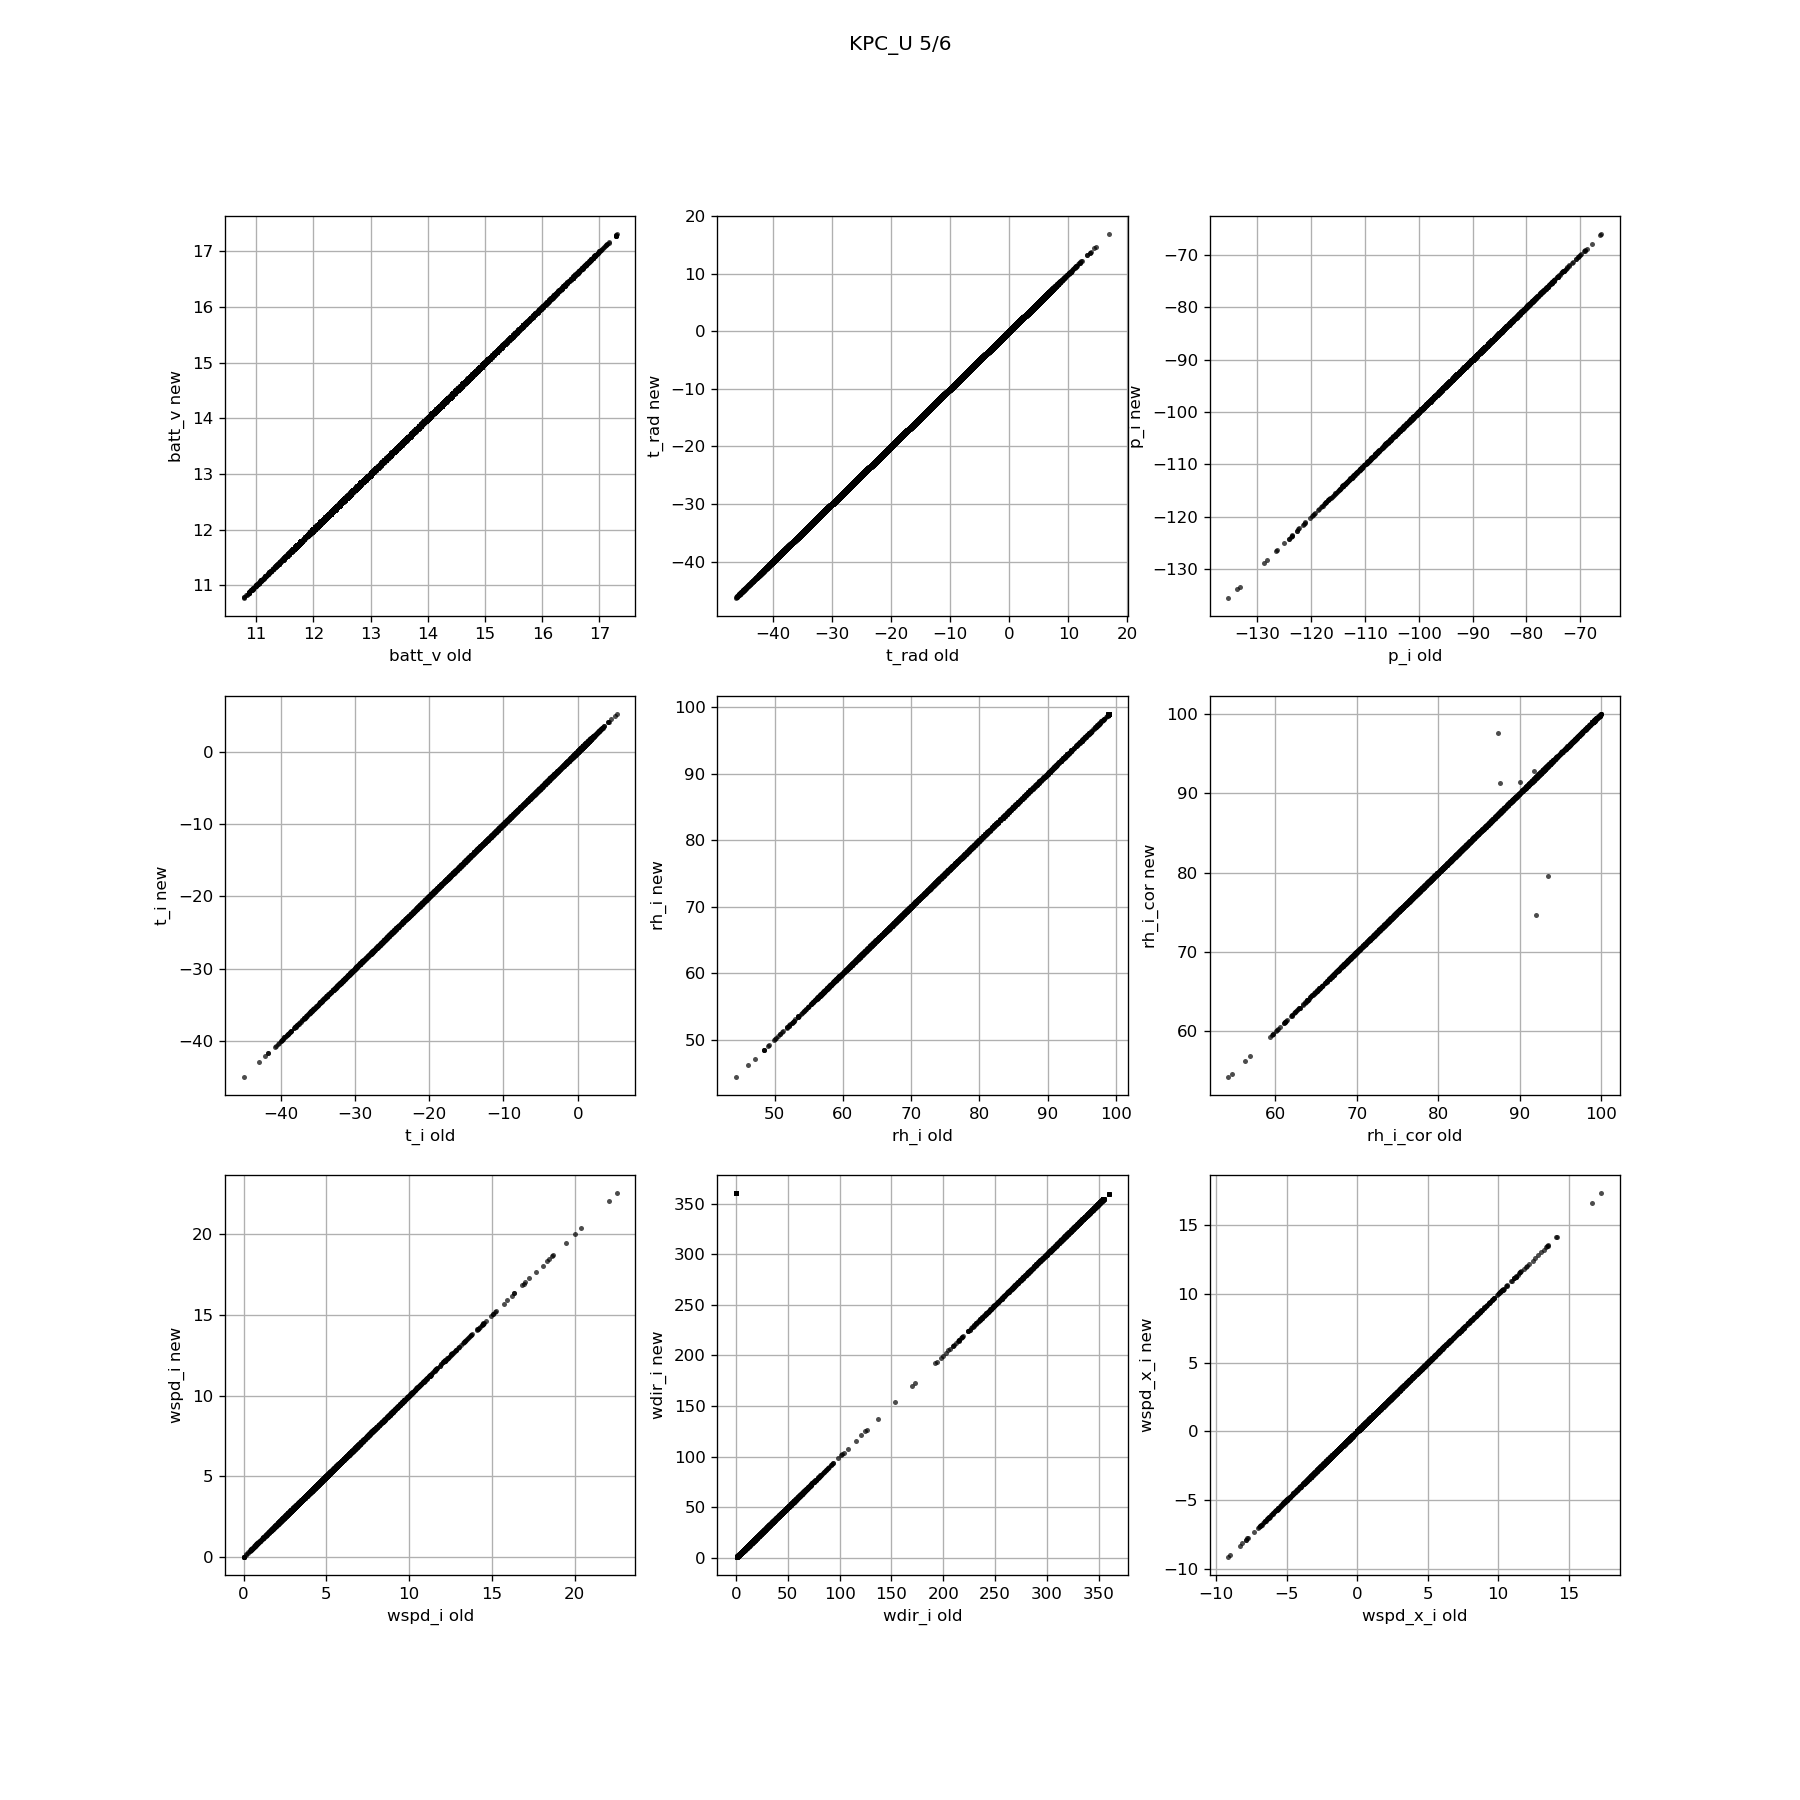 KPC_U 5/6
batt_v new
17
16
15
14
13
12
11
11 12 13 14 15 16 17
batt_v old
t_rad new
20
10
0
−10
−20
−30
−40
−40 −30 −20 −10 0 10 20
t_rad old
p_i new
−70
−80
−90
−100
−110
−120
−130
−130 −120 −110 −100 −90 −80 −70
p_i old
t_i new
0
−10
−20
−30
−40
−40 −30 −20 −10 0
t_i old
rh_i new
100
90
80
70
60
50
50 60 70 80 90 100
rh_i old
rh_i_cor new
100
90
80
70
60
60 70 80 90 100
rh_i_cor old
wspd_i new
20
15
10
5
0
0 5 10 15 20
wspd_i old
wdir_i new
350
300
250
200
150
100
50
0
0 50 100 150 200 250 300 350
wdir_i old
wspd_x_i new
15
10
5
0
−5
−10
−10 −5 0 5 10 15
wspd_x_i old